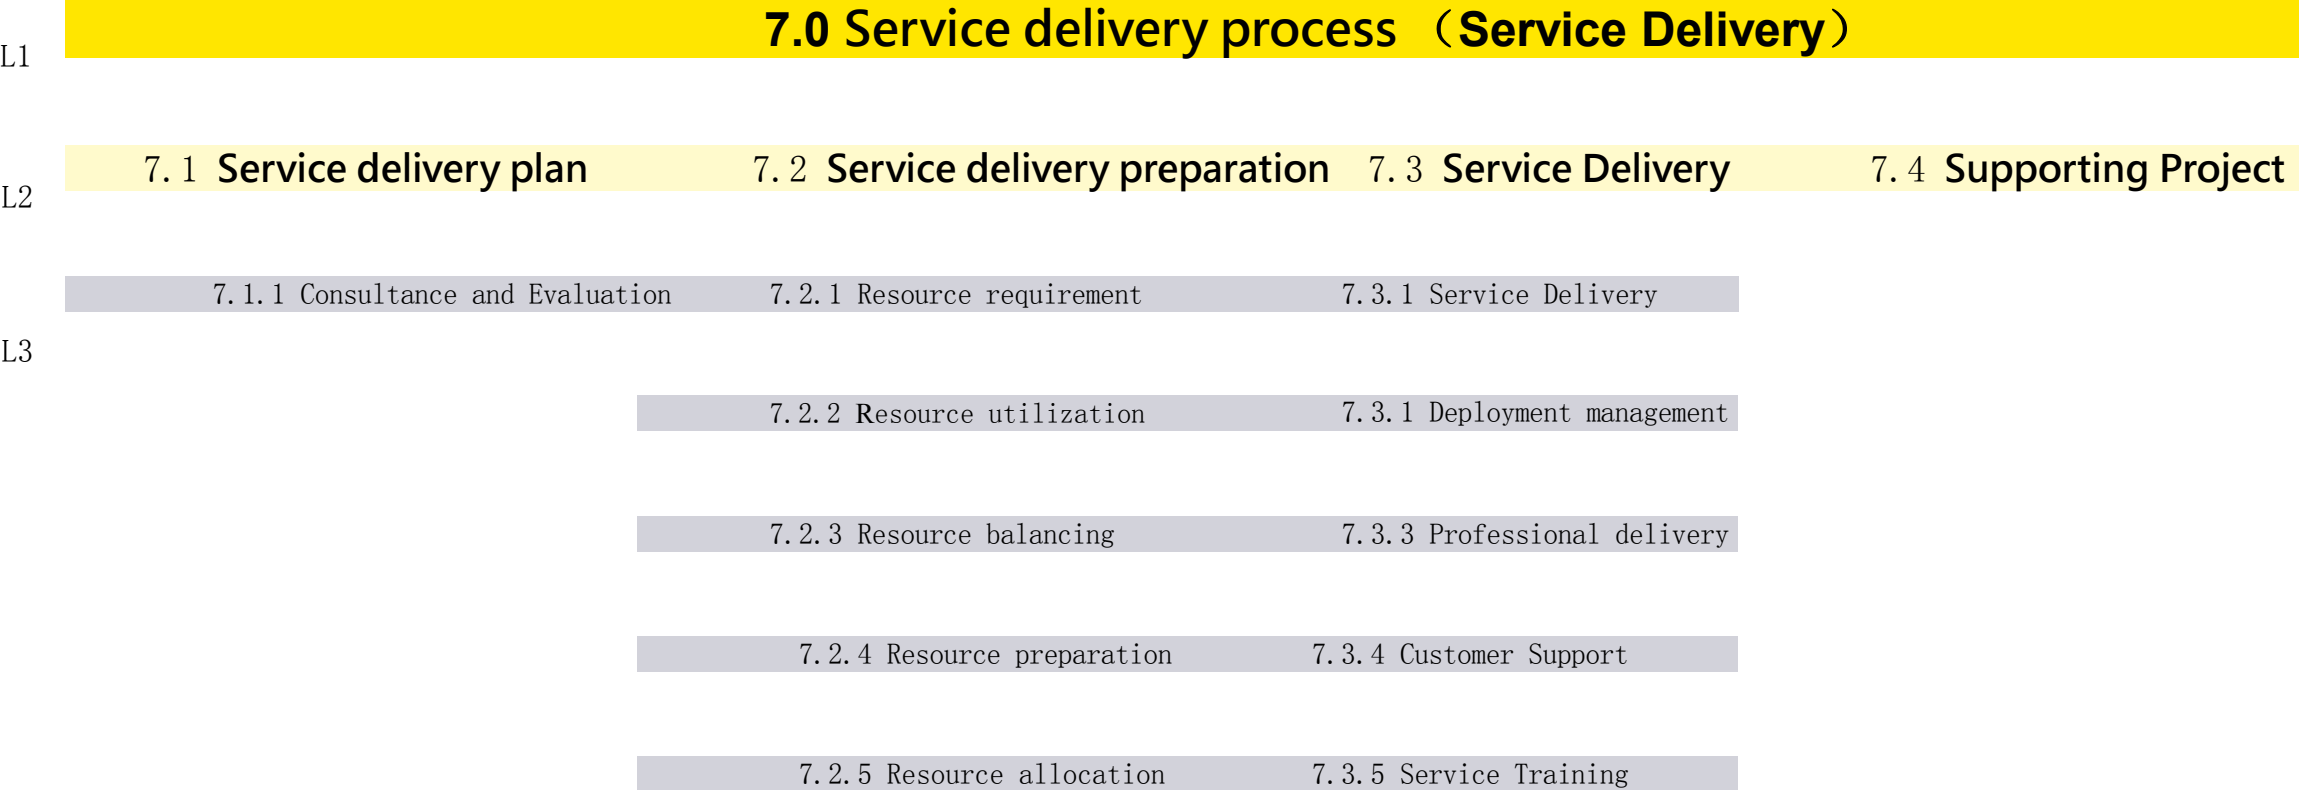 7.0 Service delivery process （Service Delivery）
L1
7.1 Service delivery plan 7.2 Service delivery preparation 7.3 Service Delivery 7.4 Supporting Project
L2
7.1.1 Consultance and Evaluation 7.2.1 Resource requirement 7.3.1 Service Delivery
L3
7.2.2 Resource utilization 7.3.1 Deployment management
7.2.3 Resource balancing 7.3.3 Professional delivery
7.2.4 Resource preparation 7.3.4 Customer Support
7.2.5 Resource allocation 7.3.5 Service Training